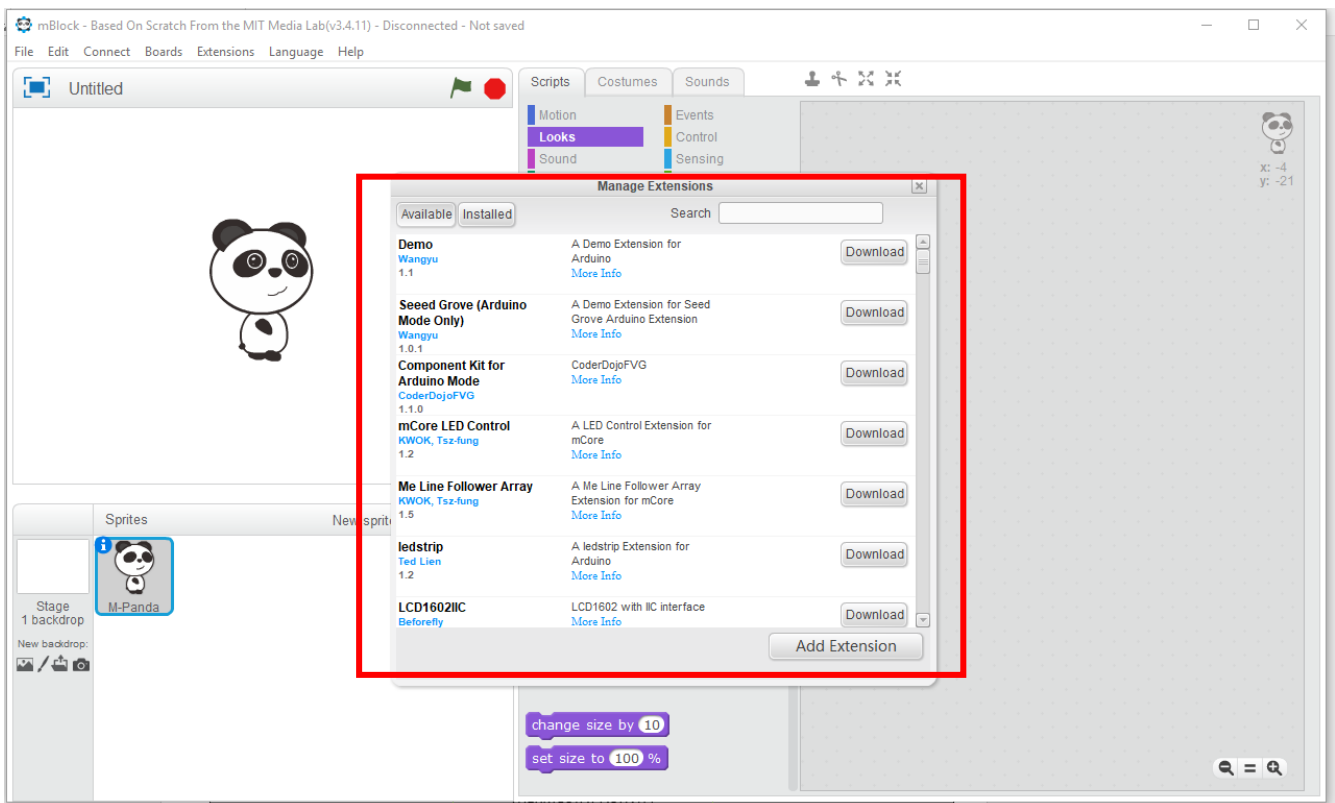 mBlock - Based On Scratch From the MIT Media Lab(v3.4.11) - Disconnected - Not saved
File Edit Connect Boards Extensions Language Help
Untitled
Scripts Costumes Sounds
Motion Events
Looks Control
Sound Sensing
x: -4
y: -21
Manage Extensions
Available Installed Search
Demo
Wangyu
1.1
A Demo Extension for
Arduino
More Info
Download
Seeed Grove (Arduino
Mode Only)
Wangyu
1.0.1
A Demo Extension for Seed
Grove Arduino Extension
More Info
Download
Component Kit for
Arduino Mode
CoderDojoFVG
1.1.0
CoderDojoFVG
More Info
Download
mCore LED Control
KWOK, Tsz-fung
1.2
A LED Control Extension for
mCore
More Info
Download
Me Line Follower Array
KWOK, Tsz-fung
1.5
A Me Line Follower Array
Extension for mCore
More Info
Download
ledstrip
Ted Lien
1.2
A ledstrip Extension for
Arduino
More Info
Download
LCD1602IIC
Beforefly
LCD1602 with IIC interface
More Info
Download
Add Extension
Sprites New sprite
M-Panda
Stage
1 backdrop
New backdrop:
change size by 10
set size to 100 %